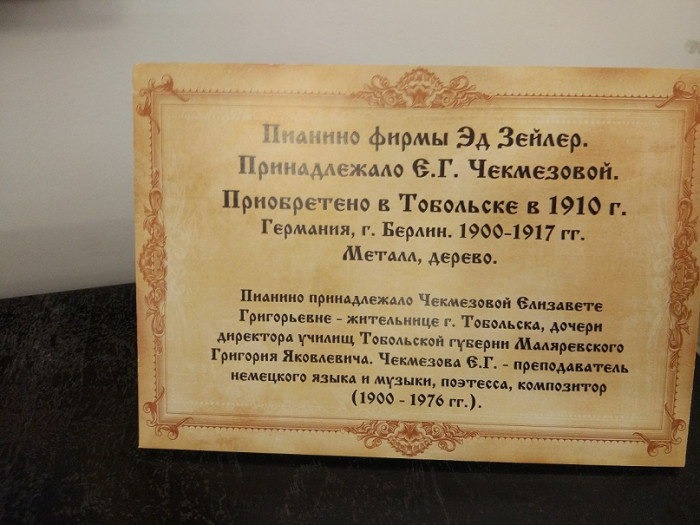 Пианино фирмы Эд Зейлер.
Принадлежало Е.Г. Чекмезовой.
Приобретено в Тобольске в 1910 г.
Германия, г. Берлин. 1900-1917 гг.
Металл, дерево.
Пианино принадлежало Чекмезовой Елизавете
Григорьевне - жительнице г. Тобольска, дочери
директора училищ Тобольской губерни Маляревского
Григория Яковлевича. Чекмезова Е.Г. - преподаватель
немецкого языка и музыки, поэтесса, композитор
(1900 - 1976 гг.).